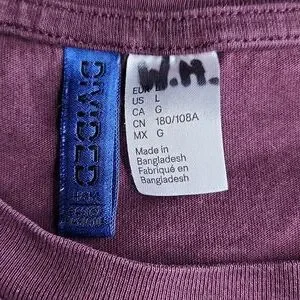 DIVIDED
W.H.
EUR L
US L
CA G
CN 180/108A
MX G
Made in
Bangladesh
Fabriqué en
Bangladesh